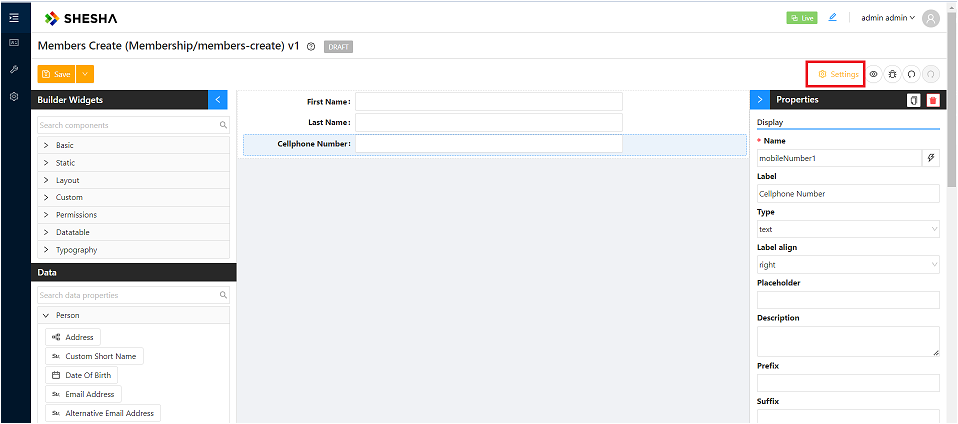 SHESHA
Live
admin admin
Members Create (Membership/members-create) v1
DRAFT
Save
Settings
Builder Widgets
Search components
Basic
Static
Layout
Custom
Permissions
Datatable
Typography
Data
Search data properties
Person
Address
Custom Short Name
Date Of Birth
Email Address
Alternative Email Address
First Name:
Last Name:
Cellphone Number:
Properties
Display
* Name
mobileNumber1
Label
Cellphone Number
Type
text
Label align
right
Placeholder
Description
Prefix
Suffix